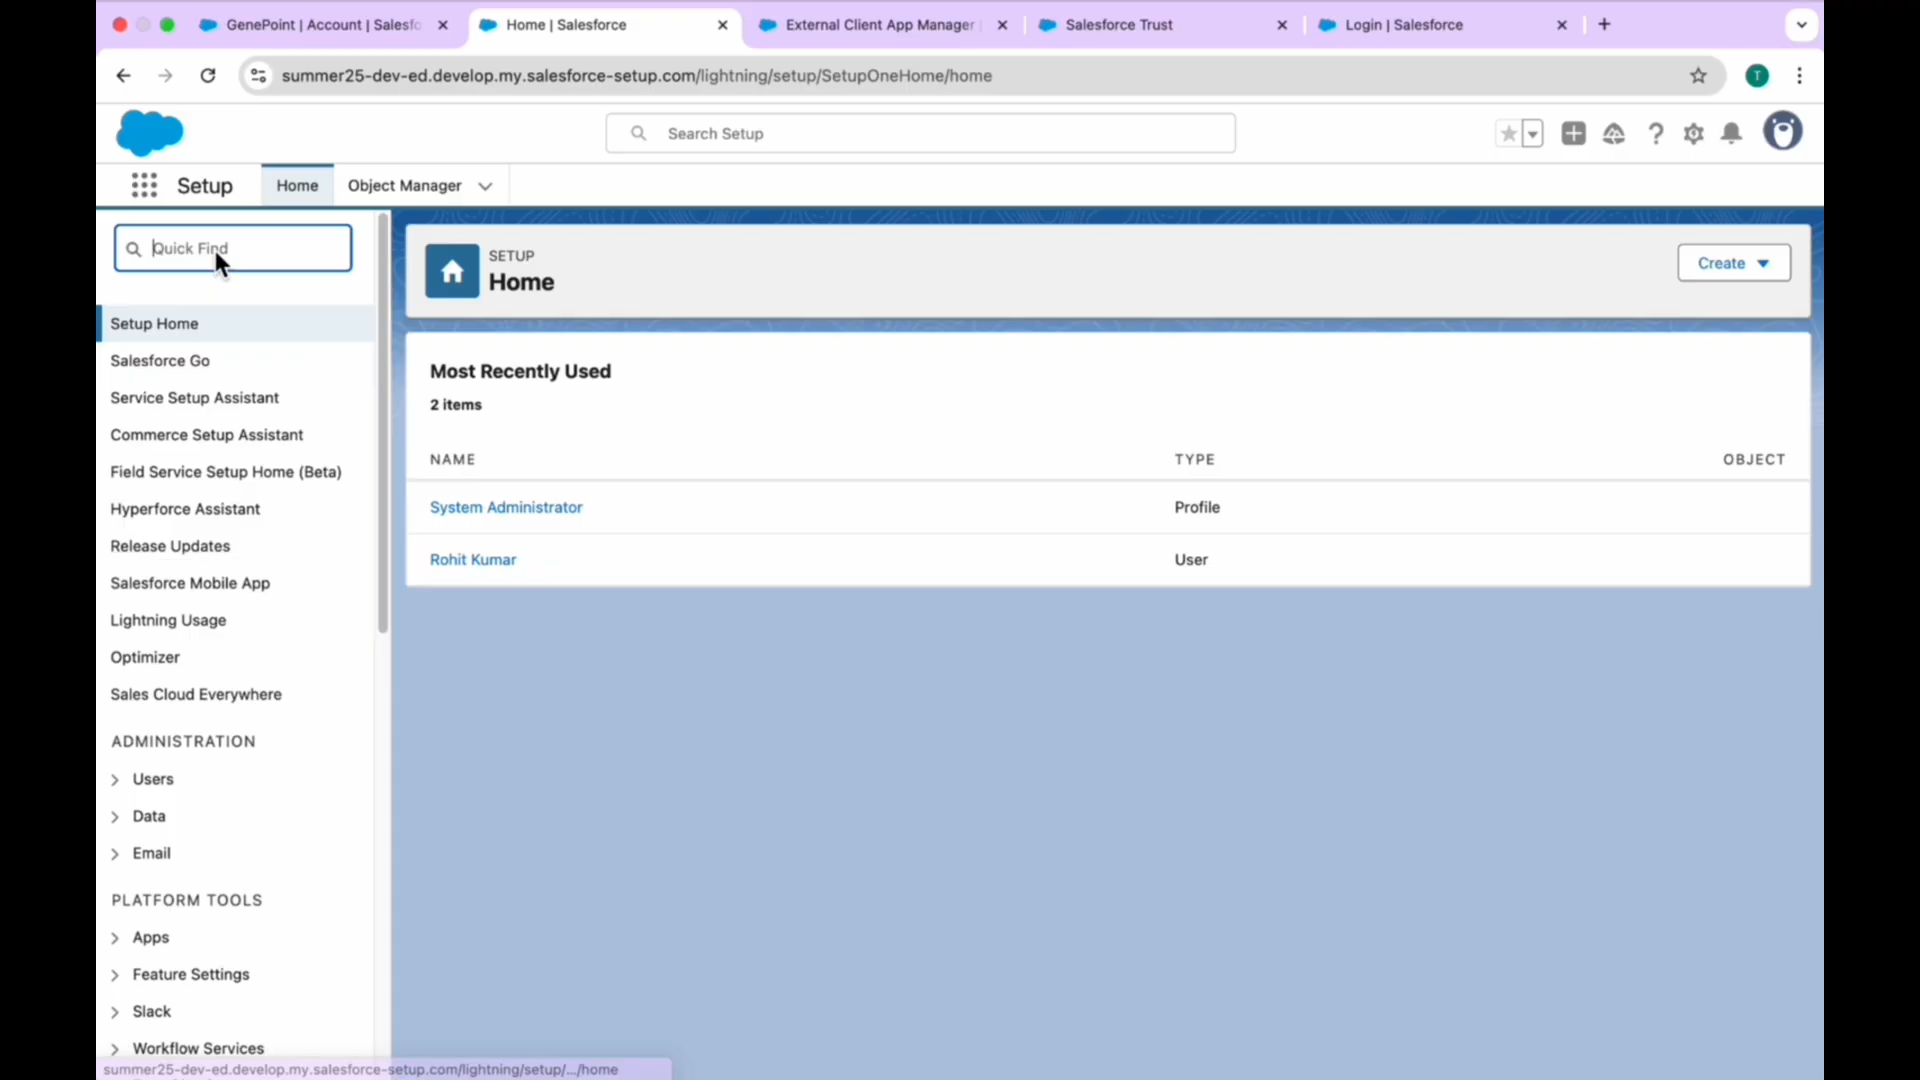 GenePoint | Account | Salesfo
Home | Salesforce
External Client App Manager
Salesforce Trust
Login | Salesforce
summer25-dev-ed.develop.my.salesforce-setup.com/lightning/setup/SetupOneHome/home
T
Search Setup
Setup
Home
Object Manager
Quick Find
Setup Home
Salesforce Go
Service Setup Assistant
Commerce Setup Assistant
Field Service Setup Home (Beta)
Hyperforce Assistant
Release Updates
Salesforce Mobile App
Lightning Usage
Optimizer
Sales Cloud Everywhere
ADMINISTRATION
Users
Data
Email
PLATFORM TOOLS
Apps
Feature Settings
Slack
Workflow Services
SETUP
Home
Create
Most Recently Used
2 items
NAME TYPE OBJECT
System Administrator Profile
Rohit Kumar User
summer25-dev-ed.develop.my.salesforce-setup.com/lightning/setup/.../home